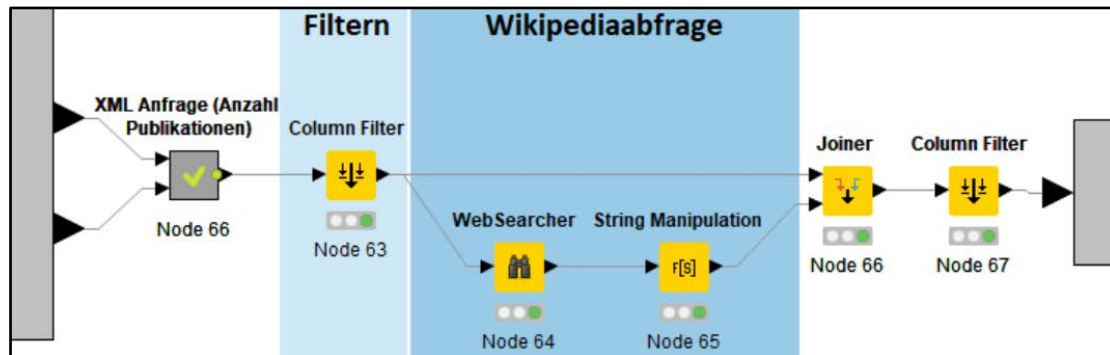 Filtern
Wikipediaabfrage
XML Anfrage (Anzahl
Publikationen)
Node 66
Column Filter
Node 63
WebSearcher
Node 64
String Manipulation
F[S]
Node 65
Joiner
Node 66
Column Filter
Node 67